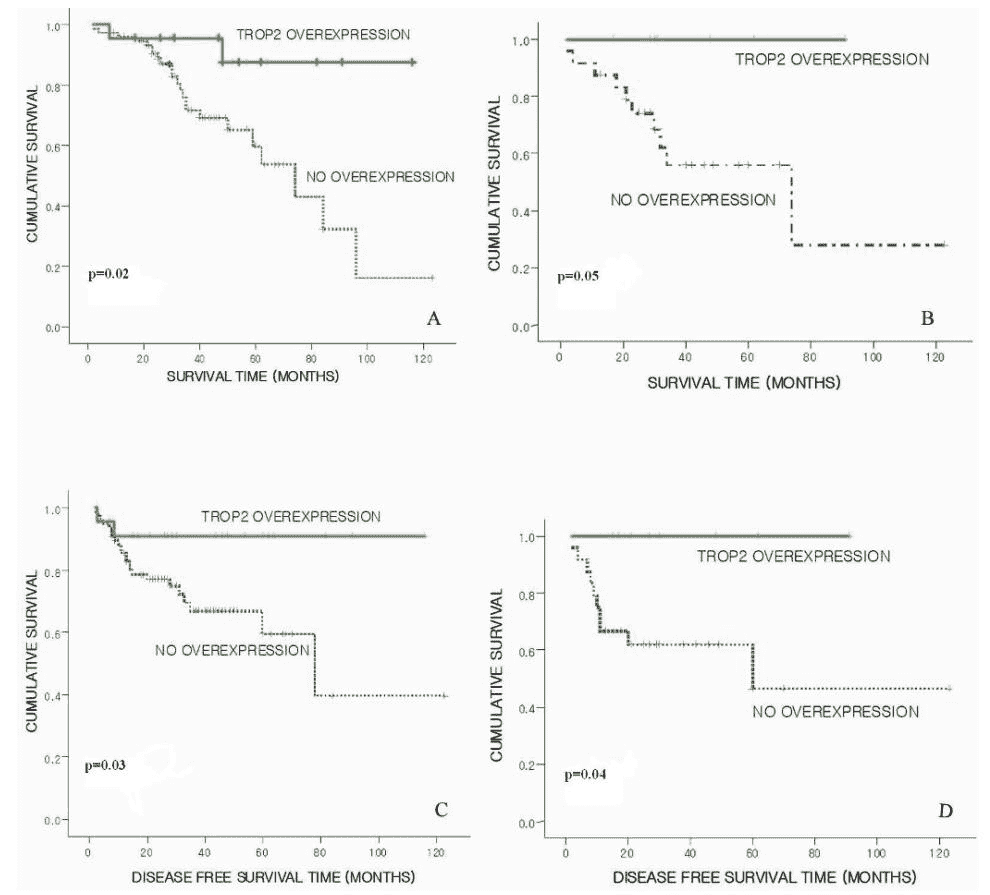 1.0
TROP2 OVEREXPRESSION
0.8
0.6
NO OVEREXPRESSION
0.4
0.2
p=0.02
0.0
A
CUMULATIVE SURVIVAL
0 20 40 60 80 100 120
SURVIVAL TIME (MONTHS)
1.0
TROP2 OVEREXPRESSION
0.8
0.6
NO OVEREXPRESSION
0.4
0.2
p=0.05
0.0
B
CUMULATIVE SURVIVAL
0 20 40 60 80 100 120
SURVIVAL TIME (MONTHS)
1.0
TROP2 OVEREXPRESSION
0.8
0.6
NO OVEREXPRESSION
0.4
0.2
p=0.03
0.0
C
CUMULATIVE SURVIVAL
0 20 40 60 80 100 120
DISEASE FREE SURVIVAL TIME (MONTHS)
1.0
TROP2 OVEREXPRESSION
0.8
0.6
0.4
NO OVEREXPRESSION
0.2
p=0.04
0.0
D
CUMULATIVE SURVIVAL
0 20 40 60 80 100 120
DISEASE FREE SURVIVAL TIME (MONTHS)